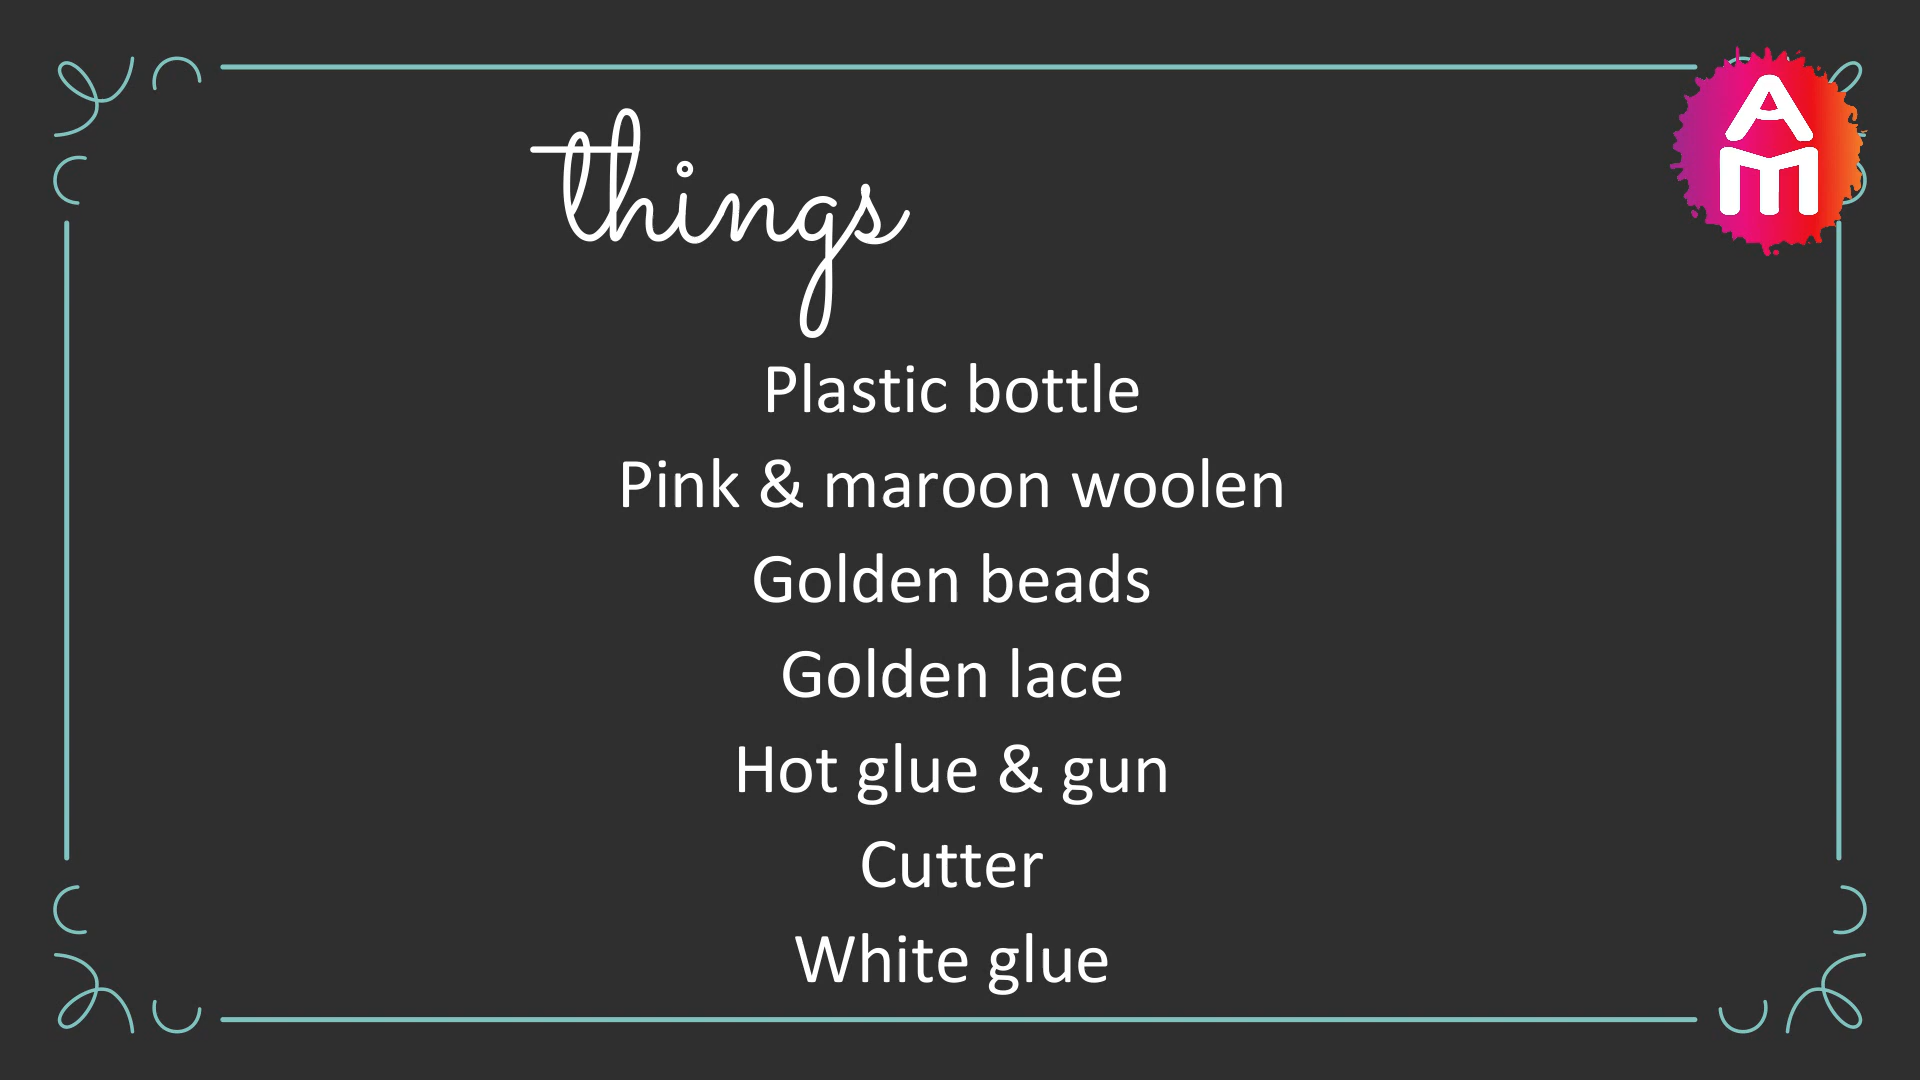 things
AM
Plastic bottle
Pink & maroon woolen
Golden beads
Golden lace
Hot glue & gun
Cutter
White glue